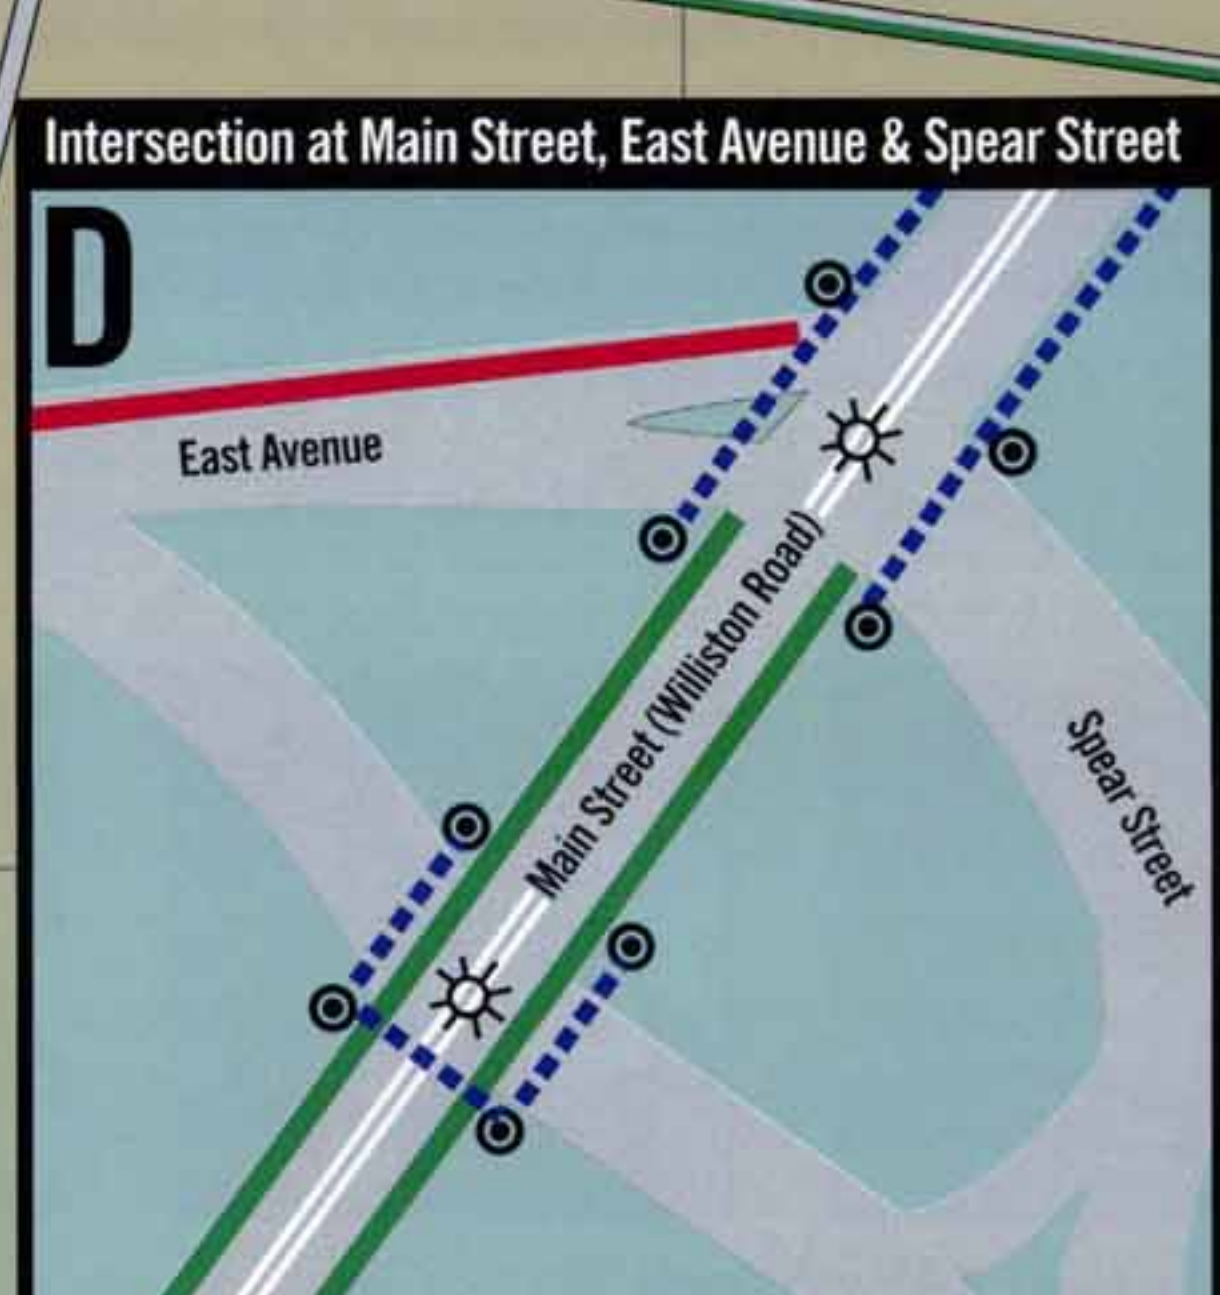 Intersection at Main Street, East Avenue & Spear Street
D
East Avenue
Main Street (Williston Road)
Spear Street